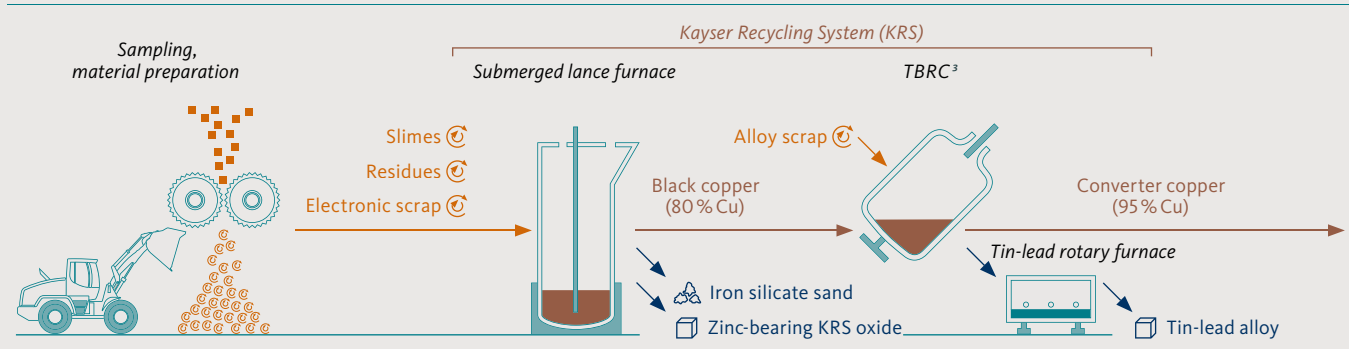 Kayser Recycling System (KRS)
Sampling,
material preparation
Submerged lance furnace
TBRC³
Slimes
Residues
Electronic scrap
Alloy scrap
Black copper
(80 % Cu)
Converter copper
(95 % Cu)
Tin-lead rotary furnace
Iron silicate sand
Zinc-bearing KRS oxide
Tin-lead alloy